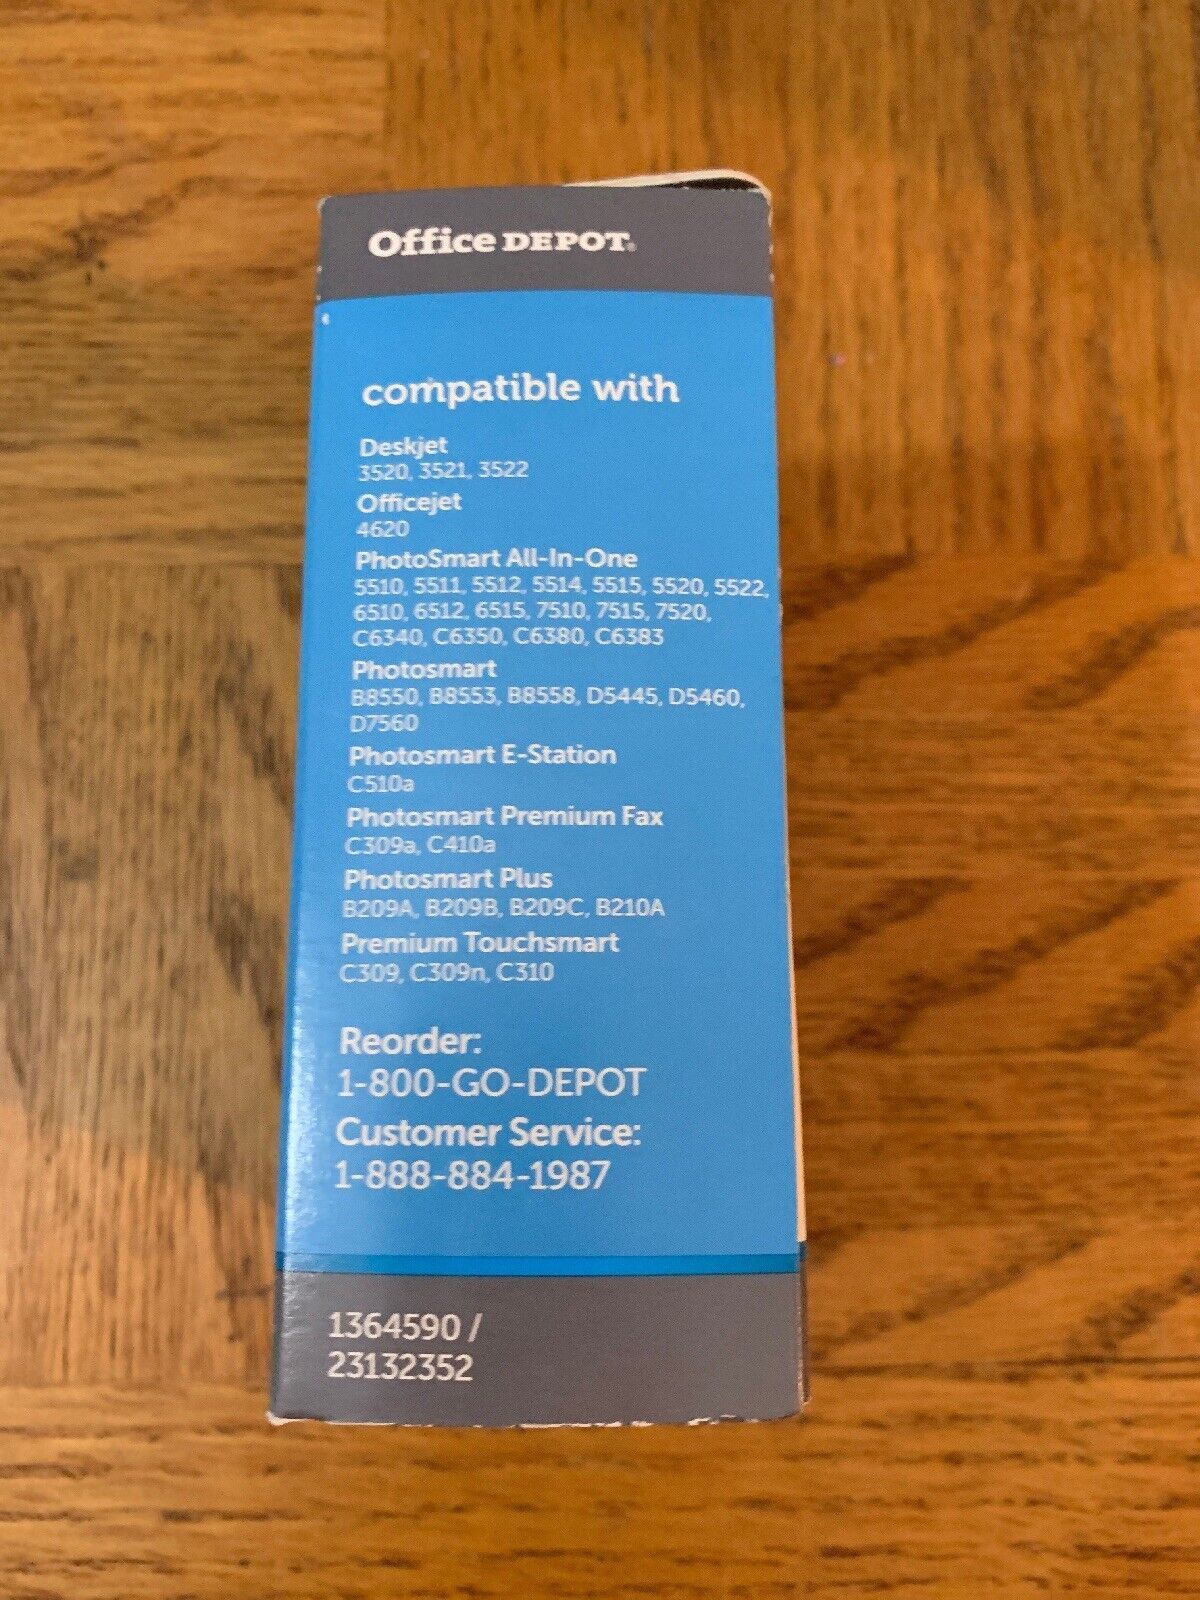 Office DEPOT®
compatible with
Deskjet
3520, 3521, 3522
Officejet
4620
PhotoSmart All-In-One
5510, 5511, 5512, 5514, 5515, 5520, 5522,
6510, 6512, 6515, 7510, 7515, 7520,
C6340, C6350, C6380, C6383
Photosmart
B8550, B8553, B8558, D5445, D5460,
D7560
Photosmart E-Station
C510a
Photosmart Premium Fax
C309a, C410a
Photosmart Plus
B209A, B209B, B209C, B210A
Premium Touchsmart
C309, C309n, C310
Reorder:
1-800-GO-DEPOT
Customer Service:
1-888-884-1987
1364590 /
23132352